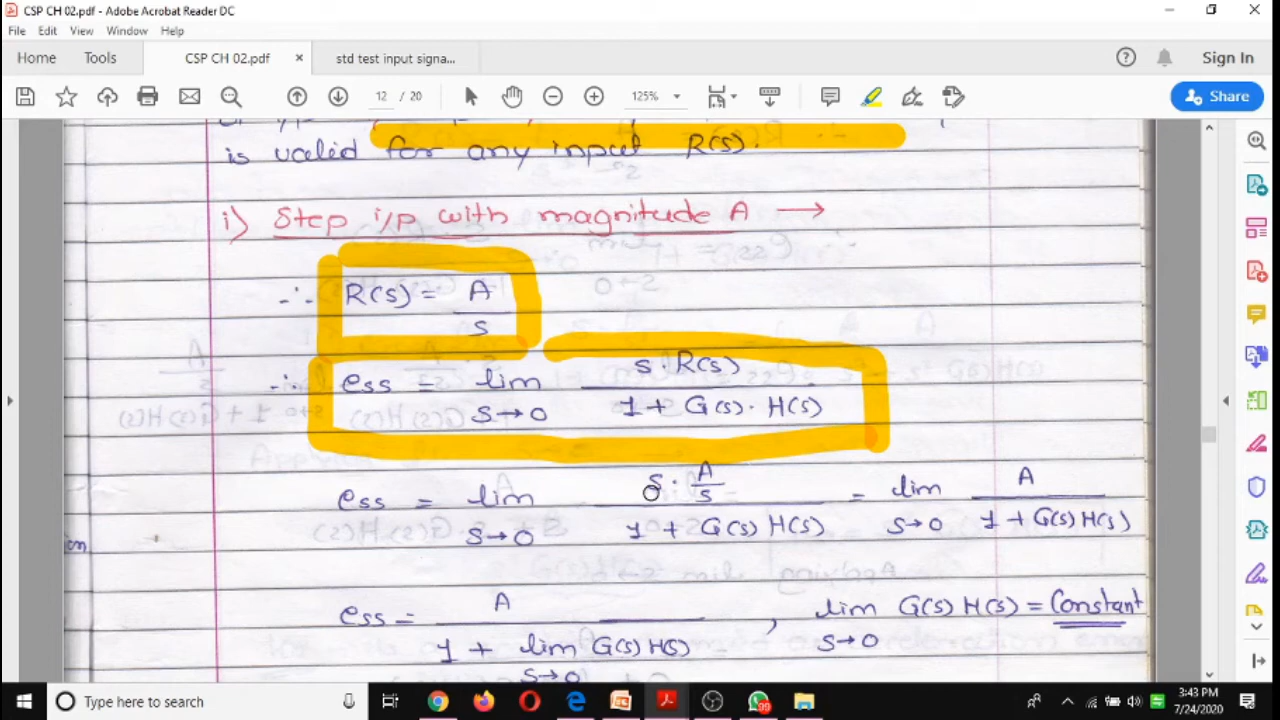 CSP CH 02.pdf - Adobe Acrobat Reader DC
File Edit View Window Help
Home Tools CSP CH 02.pdf × std test input signa...
Sign In
12 / 20 125% Share
is valid for any input R(s).
i) Step i/p with magnitude A →
∴ R(s) = A / s
∴ ess = lim s→0 s·R(s) / 1 + G(s)·H(s)
ess = lim s→0 s·A/s / 1 + G(s)H(s) = lim s→0 A / 1 + G(s)H(s)
ess = A / 1 + lim s→0 G(s)H(s) , lim s→0 G(s)H(s) = Constant
Type here to search
3:43 PM
7/24/2020